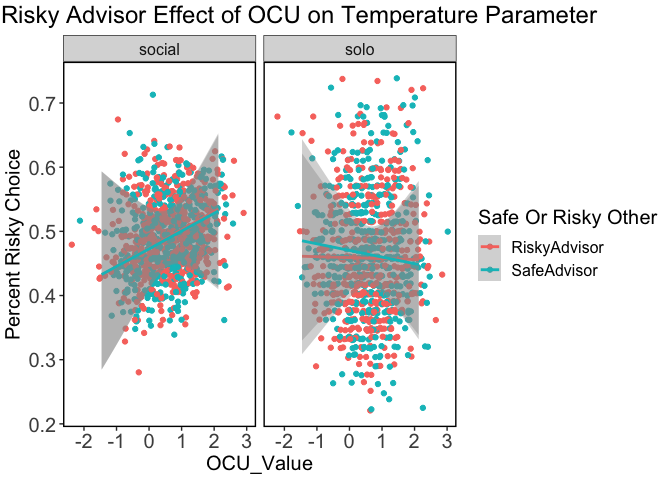 Risky Advisor Effect of OCU on Temperature Parameter
social
solo
Percent Risky Choice
0.7
0.6
0.5
0.4
0.3
0.2
-2 -1 0 1 2 3
-2 -1 0 1 2 3
OCU_Value
Safe Or Risky Other
RiskyAdvisor
SafeAdvisor